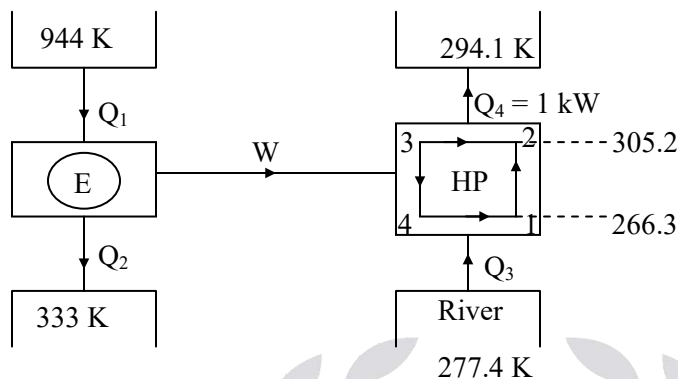 944 K
294.1 K
Q₁
Q₄ = 1 kW
3
2
305.2
W
E
HP
4
1
266.3
Q₂
Q₃
333 K
River
277.4 K